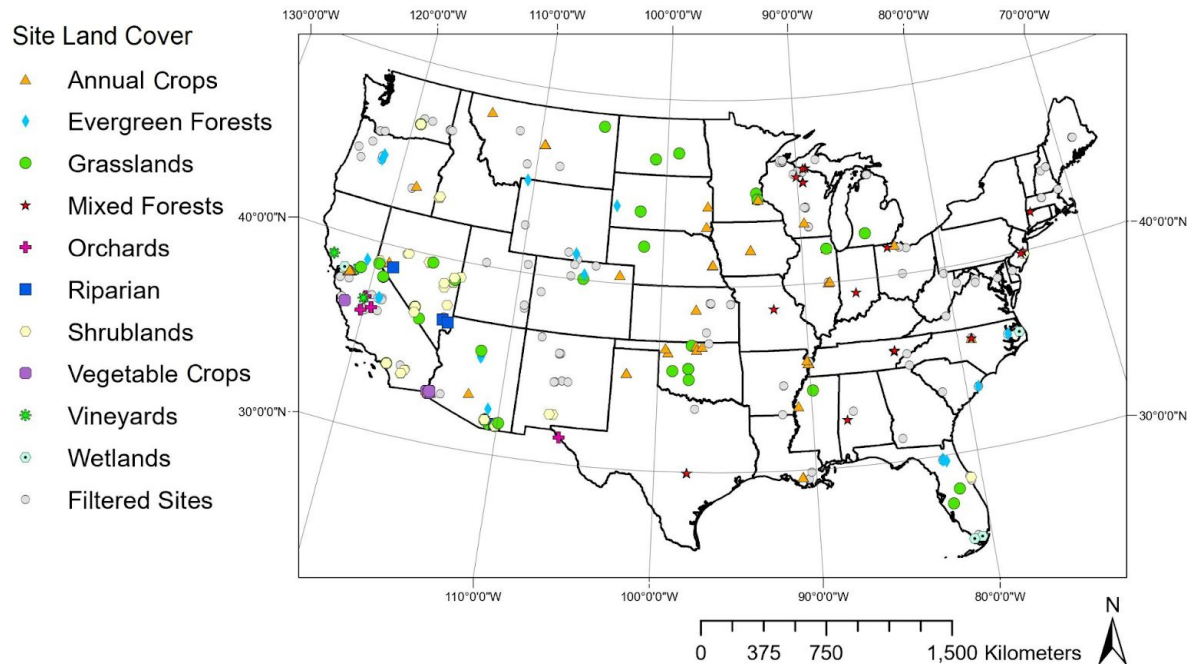 130°0'0"W 120°0'0"W 110°0'0"W 100°0'0"W 90°0'0"W 80°0'0"W 70°0'0"W
Site Land Cover
Annual Crops
Evergreen Forests
Grasslands
Mixed Forests
Orchards
Riparian
Shrublands
Vegetable Crops
Vineyards
Wetlands
Filtered Sites
40°0'0"N 40°0'0"N
30°0'0"N 30°0'0"N
110°0'0"W 100°0'0"W 90°0'0"W 80°0'0"W
N
0 375 750 1,500 Kilometers